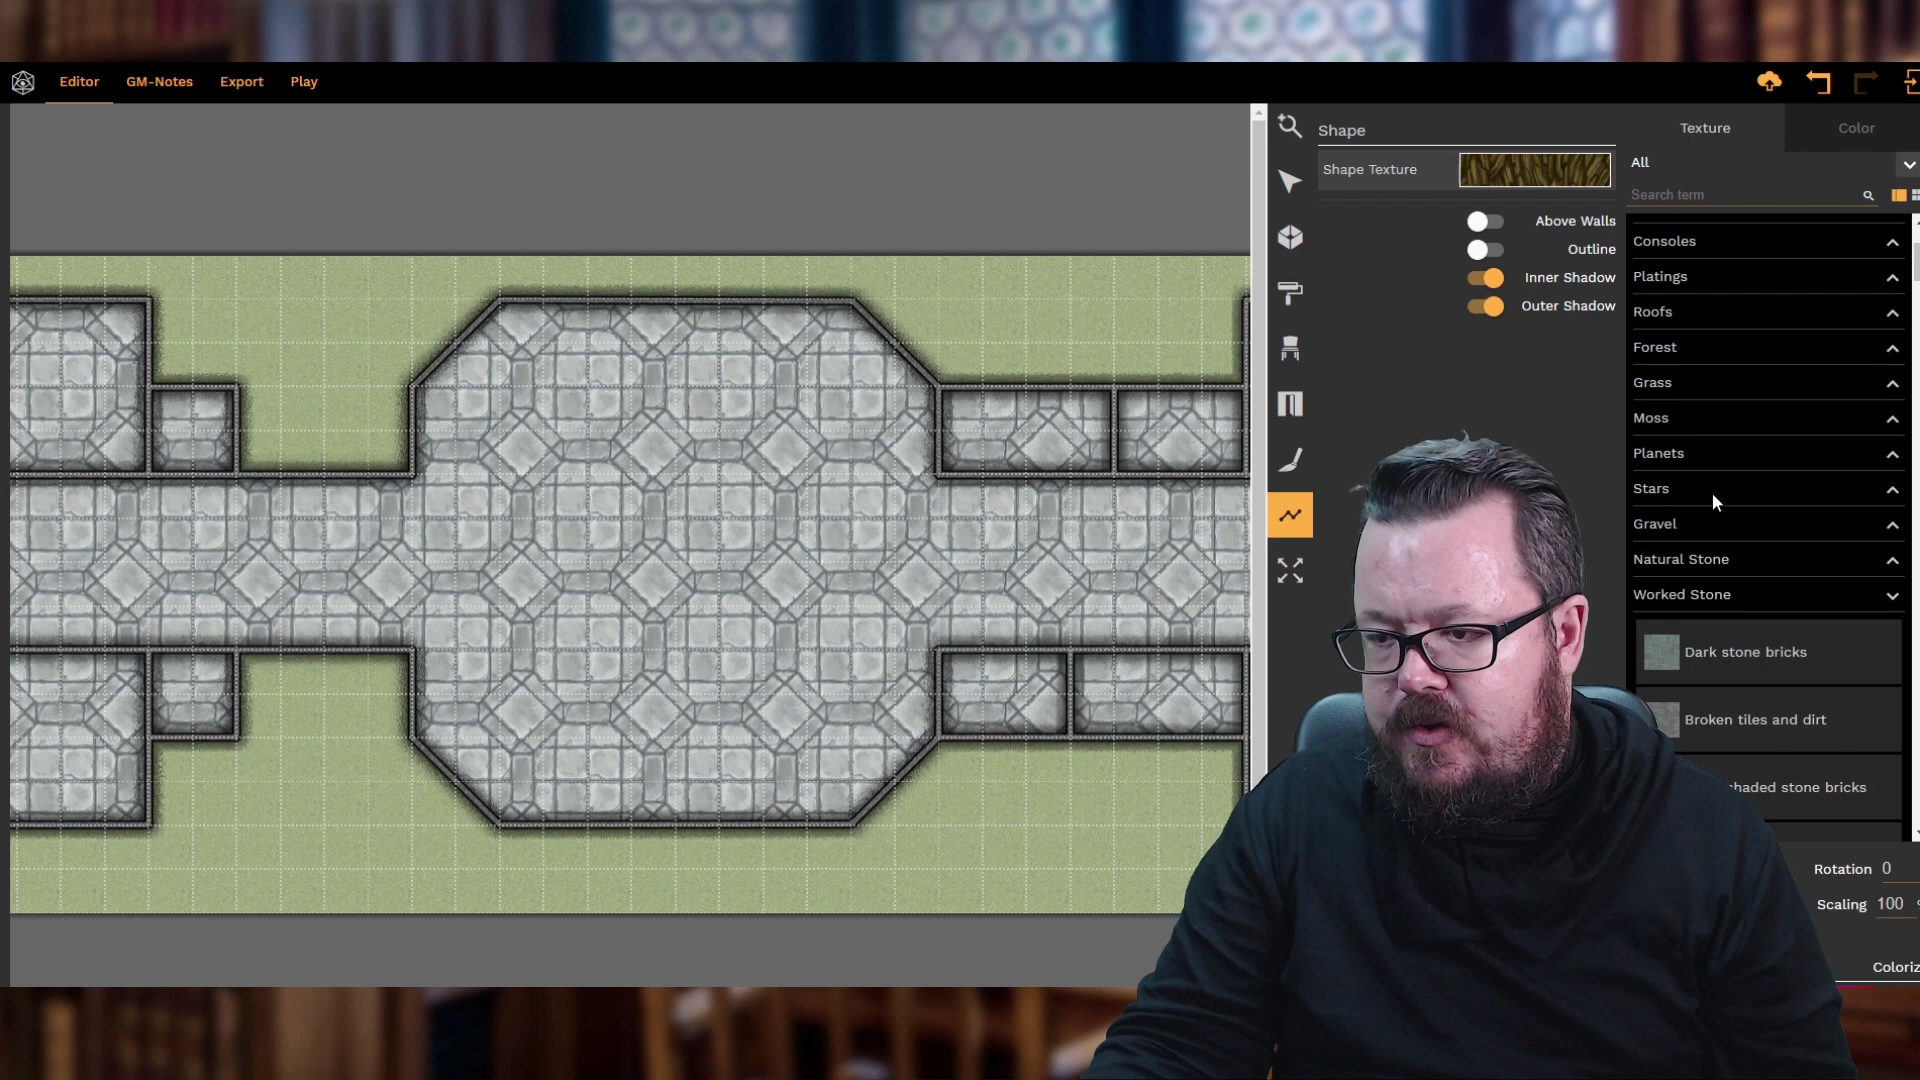 Editor GM-Notes Export Play
Shape
Shape Texture
Above Walls
Outline
Inner Shadow
Outer Shadow
Texture Color
All
Search term
Consoles
Platings
Roofs
Forest
Grass
Moss
Planets
Stars
Gravel
Natural Stone
Worked Stone
Dark stone bricks
Broken tiles and dirt
haded stone bricks
Rotation 0
Scaling 100
Coloriz